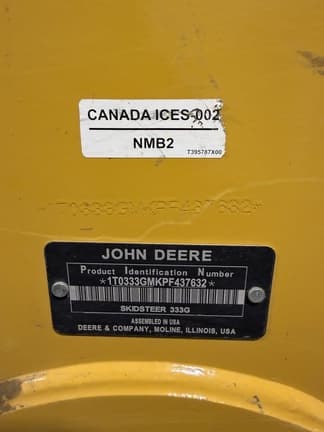 CANADA ICES-002
NMB2
T395787X00
*T0333GMKPF437632*
JOHN DEERE
Product Identification Number
*1T0333GMKPF437632*
SKIDSTEER 333G
ASSEMBLED IN USA
DEERE & COMPANY, MOLINE, ILLINOIS, USA